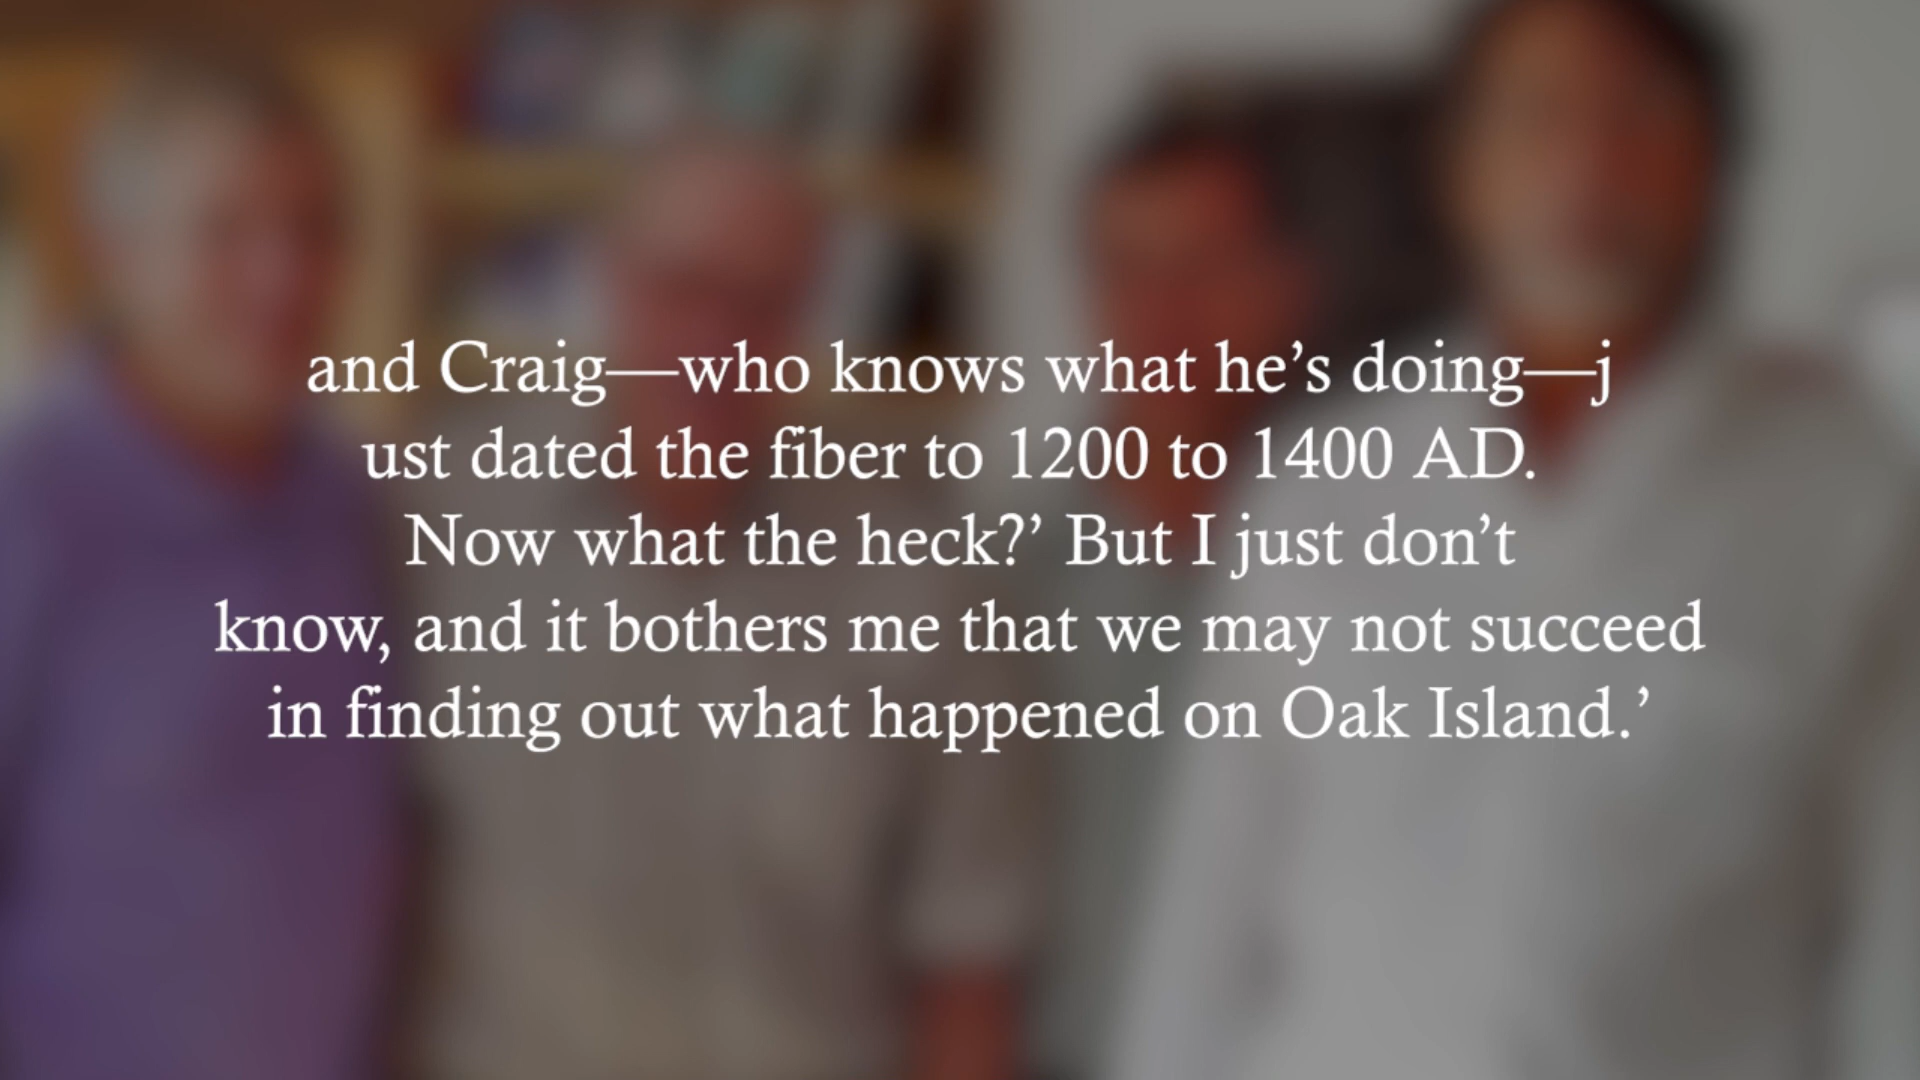 and Craig—who knows what he’s doing—j
ust dated the fiber to 1200 to 1400 AD.
Now what the heck?’ But I just don’t
know, and it bothers me that we may not succeed
in finding out what happened on Oak Island.’